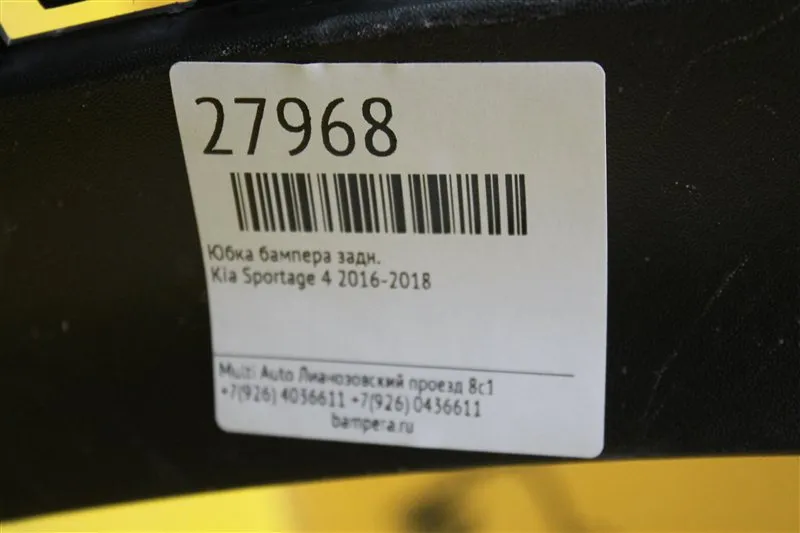 27968
Юбка бампера задн.
Kia Sportage 4 2016-2018
Multi Auto Лианозовский проезд 8с1
+7(926) 4036611 +7(926) 0436611
bampera.ru